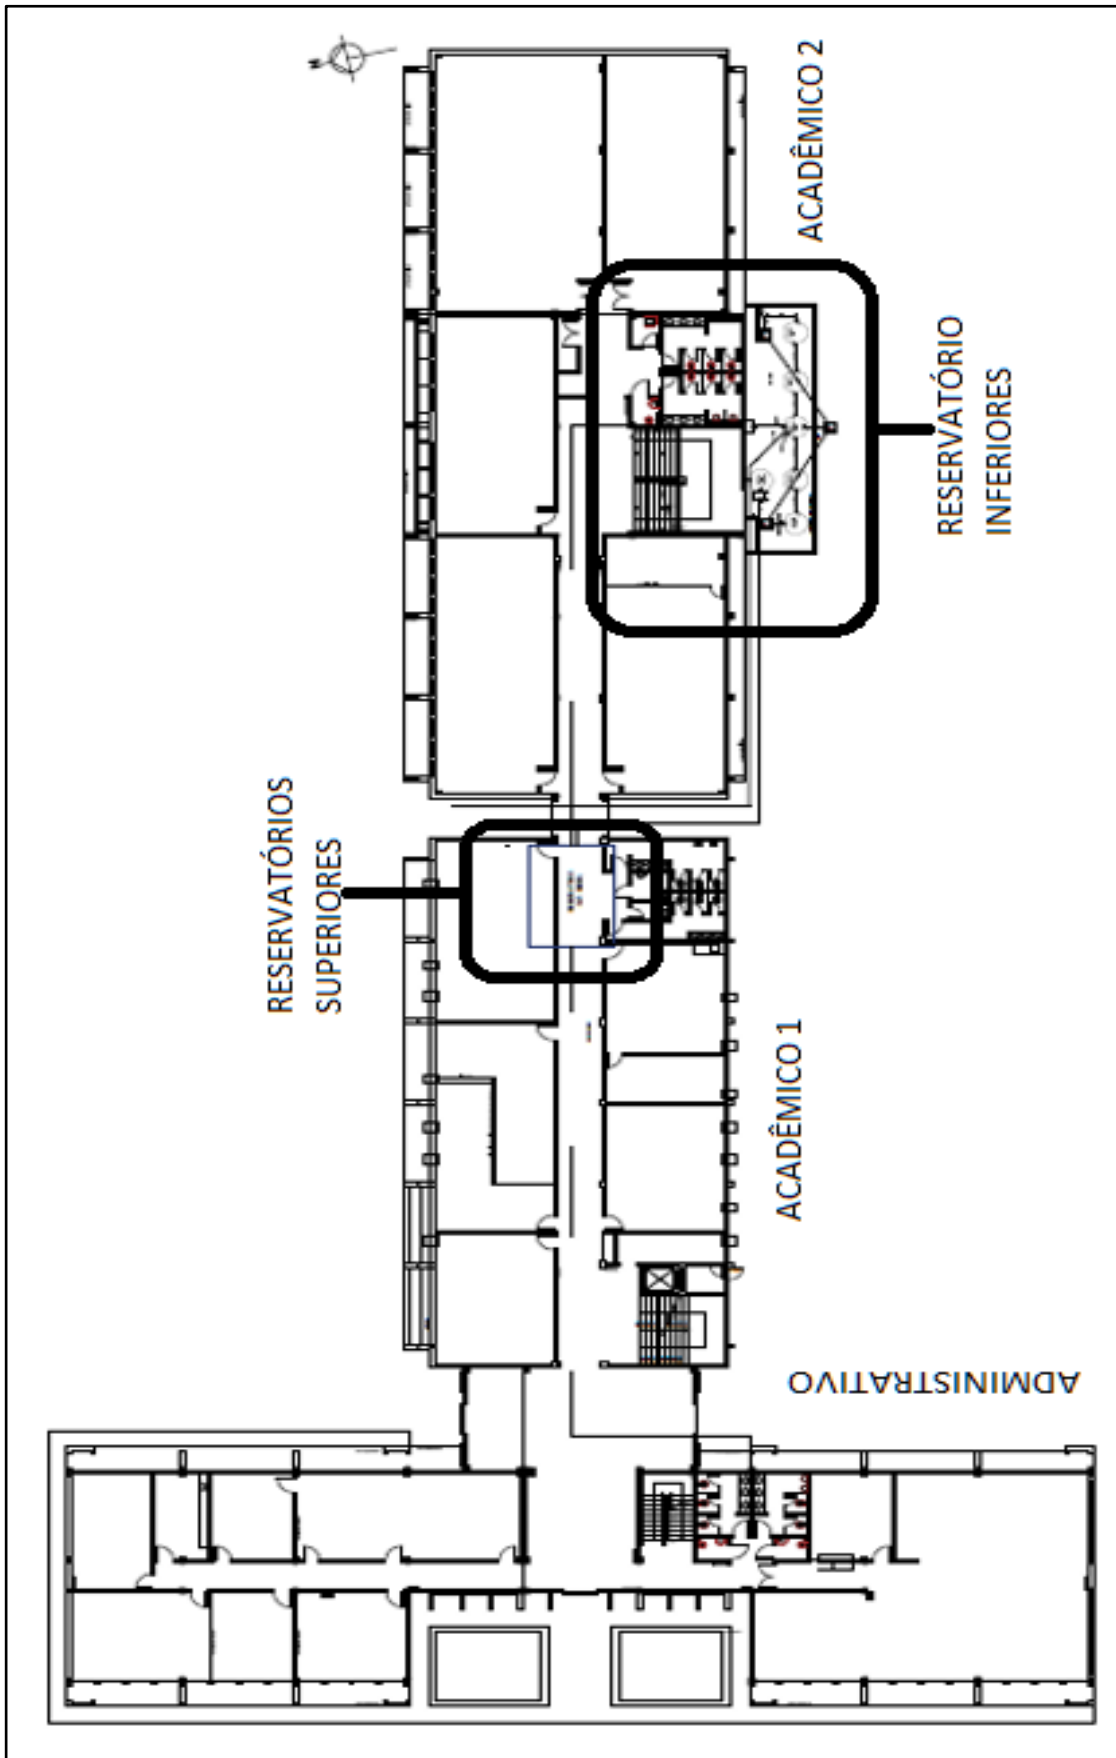 ACADÊMICO 2
RESERVATÓRIO
INFERIORES
RESERVATÓRIOS
SUPERIORES
ACADÊMICO 1
ADMINISTRATIVO